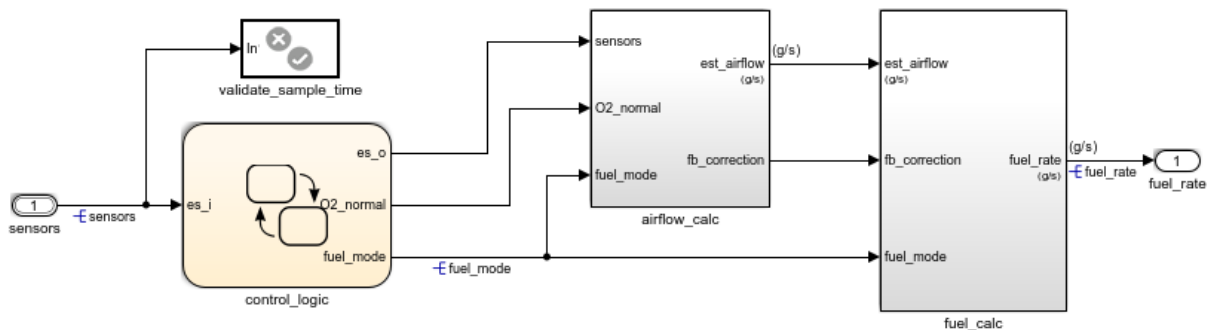 In
validate_sample_time
1
sensors
sensors
es_i
es_o
O2_normal
fuel_mode
control_logic
fuel_mode
sensors
O2_normal
fuel_mode
est_airflow
(g/s)
fb_correction
airflow_calc
(g/s)
est_airflow
(g/s)
fb_correction
fuel_mode
fuel_rate
(g/s)
fuel_calc
(g/s)
fuel_rate
1
fuel_rate